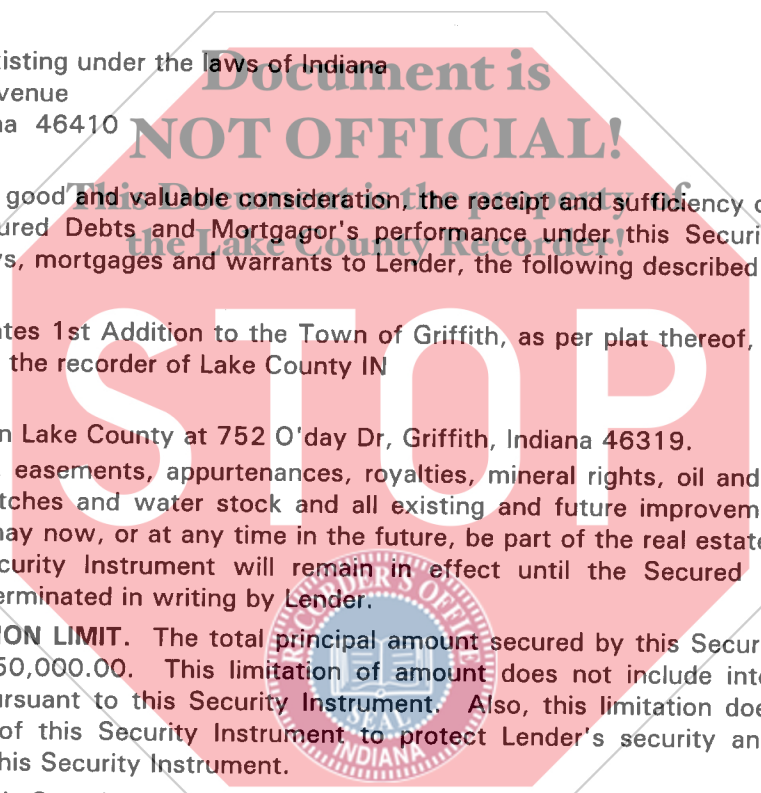 isting under the laws of Indiana
Document is
venue
na 46410
NOT OFFICIAL!
good and valuable consideration, the receipt and sufficiency
This Document is the property of
ured Debts and Mortgagor's performance under this Securi
the Lake County Recorder!
s, mortgages and warrants to Lender, the following described
STOP
ates 1st Addition to the Town of Griffith, as per plat thereof,
the recorder of Lake County IN
n Lake County at 752 O'day Dr, Griffith, Indiana 46319.
easements, appurtenances, royalties, mineral rights, oil and
tches and water stock and all existing and future improvem
may now, or at any time in the future, be part of the real estate
curity Instrument will remain in effect until the Secured
erminated in writing by Lender.
ION LIMIT. The total principal amount secured by this Secur
50,000.00. This limitation of amount does not include inte
ursuant to this Security Instrument. Also, this limitation doe
of this Security Instrument to protect Lender's security an
his Security Instrument.
RECORDER'S OFFIC
SEAL
INDIANA